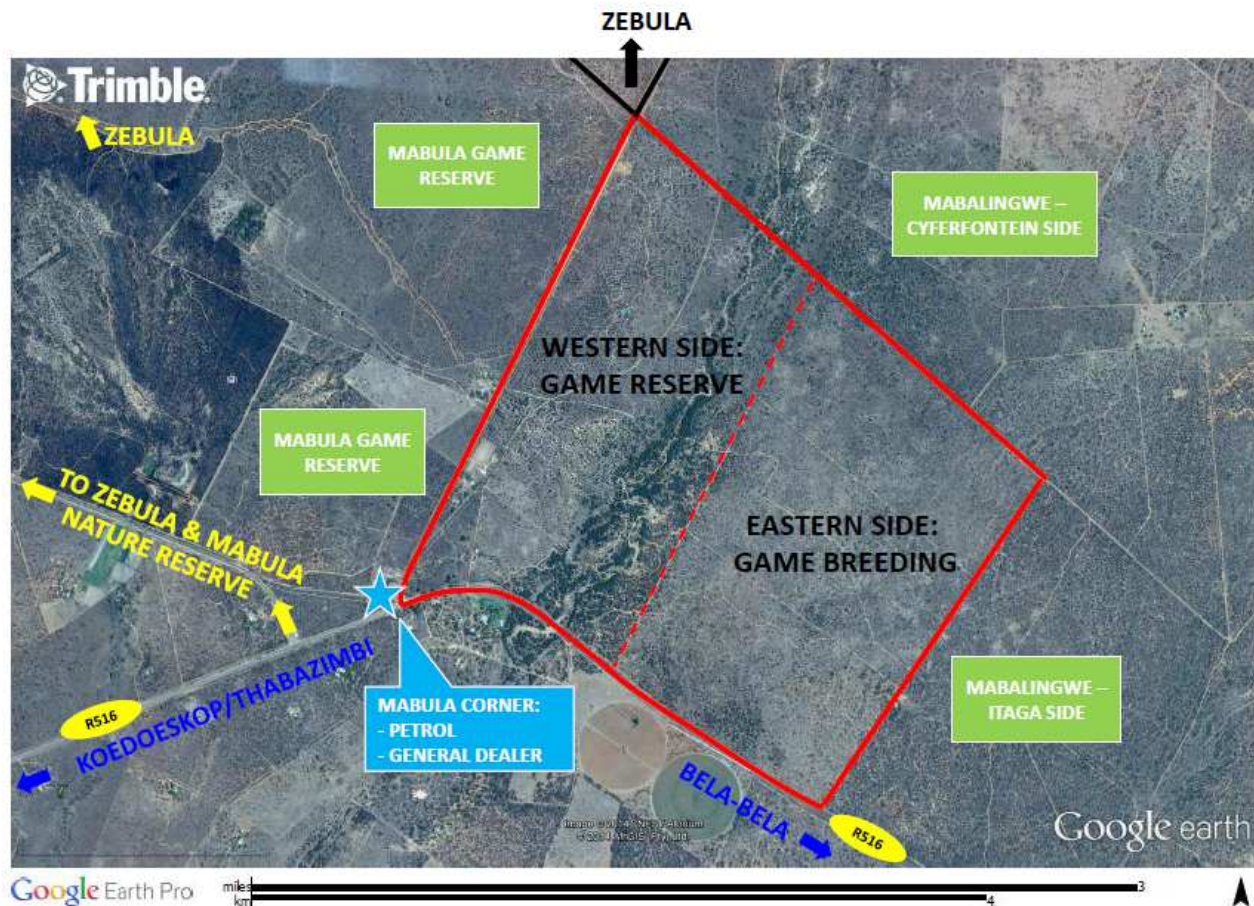 ZEBULA
Trimble.
ZEBULA
MABULA GAME
RESERVE
MABALINGWE –
CYFERFONTEIN SIDE
WESTERN SIDE:
GAME RESERVE
MABULA GAME
RESERVE
TO ZEBULA & MABULA
NATURE RESERVE
EASTERN SIDE:
GAME BREEDING
MABALINGWE –
ITAGA SIDE
KOEDOESKOP/THABAZIMBI
R516
MABULA CORNER:
- PETROL
- GENERAL DEALER
BELA-BELA
R516
Google earth
Google Earth Pro
miles
km
3
4